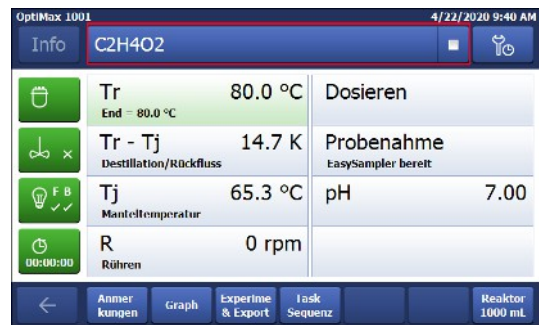 OptiMax 1001
4/22/2020 9:40 AM
Info
C2H4O2
Tr 80.0 °C
End = 80.0 °C
Dosieren
Tr - Tj 14.7 K
Destillation/Rückfluss
Probenahme
EasySampler bereit
F B
Tj 65.3 °C
Manteltemperatur
pH 7.00
00:00:00
R 0 rpm
Rühren
Anmer
kungen
Graph
Experime
& Export
Task
Sequenz
Reaktor
1000 mL